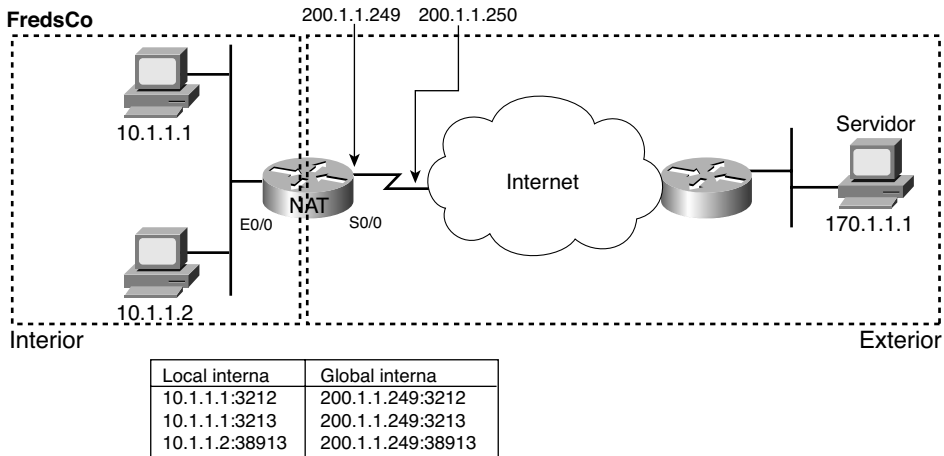 200.1.1.249 200.1.1.250
FredsCo
10.1.1.1
Servidor
Internet
NAT
E0/0 S0/0
170.1.1.1
10.1.1.2
Interior Exterior
Local interna Global interna
10.1.1.1:3212 200.1.1.249:3212
10.1.1.1:3213 200.1.1.249:3213
10.1.1.2:38913 200.1.1.249:38913